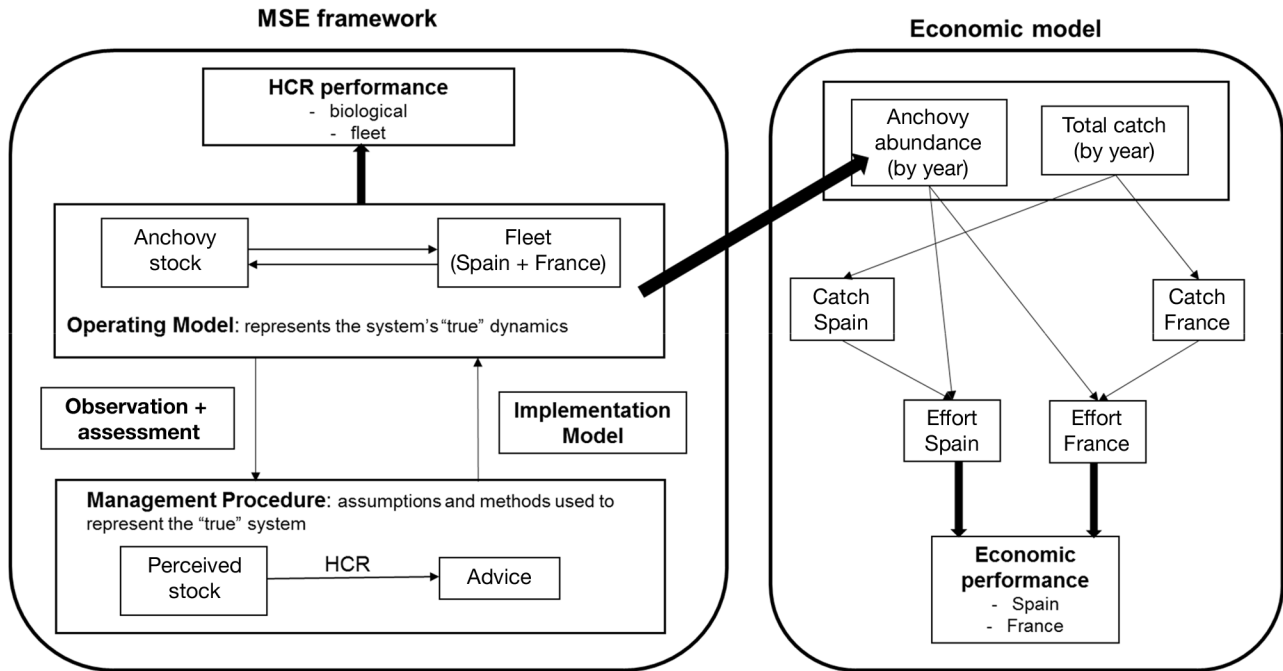 MSE framework
HCR performance
- biological
- fleet
Anchovy
stock
Fleet
(Spain + France)
Operating Model: represents the system's “true” dynamics
Observation +
assessment
Implementation
Model
Management Procedure: assumptions and methods used to
represent the “true” system
Perceived
stock
HCR
Advice
Economic model
Anchovy
abundance
(by year)
Total catch
(by year)
Catch
Spain
Catch
France
Effort
Spain
Effort
France
Economic
performance
- Spain
- France